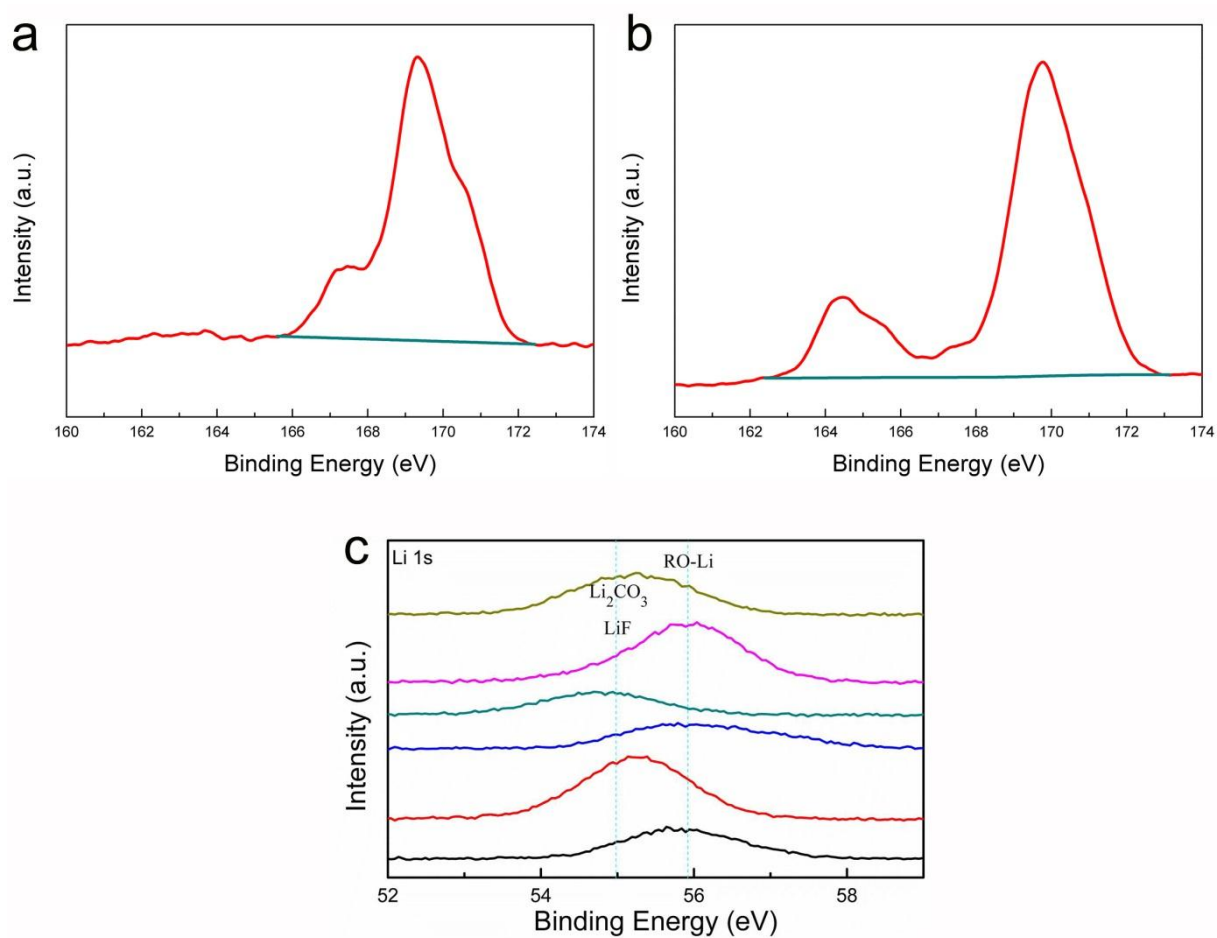 a
Intensity (a.u.)
160 162 164 166 168 170 172 174
Binding Energy (eV)
b
Intensity (a.u.)
160 162 164 166 168 170 172 174
Binding Energy (eV)
c
Li 1s
RO-Li
Li₂CO₃
LiF
Intensity (a.u.)
52 54 56 58
Binding Energy (eV)